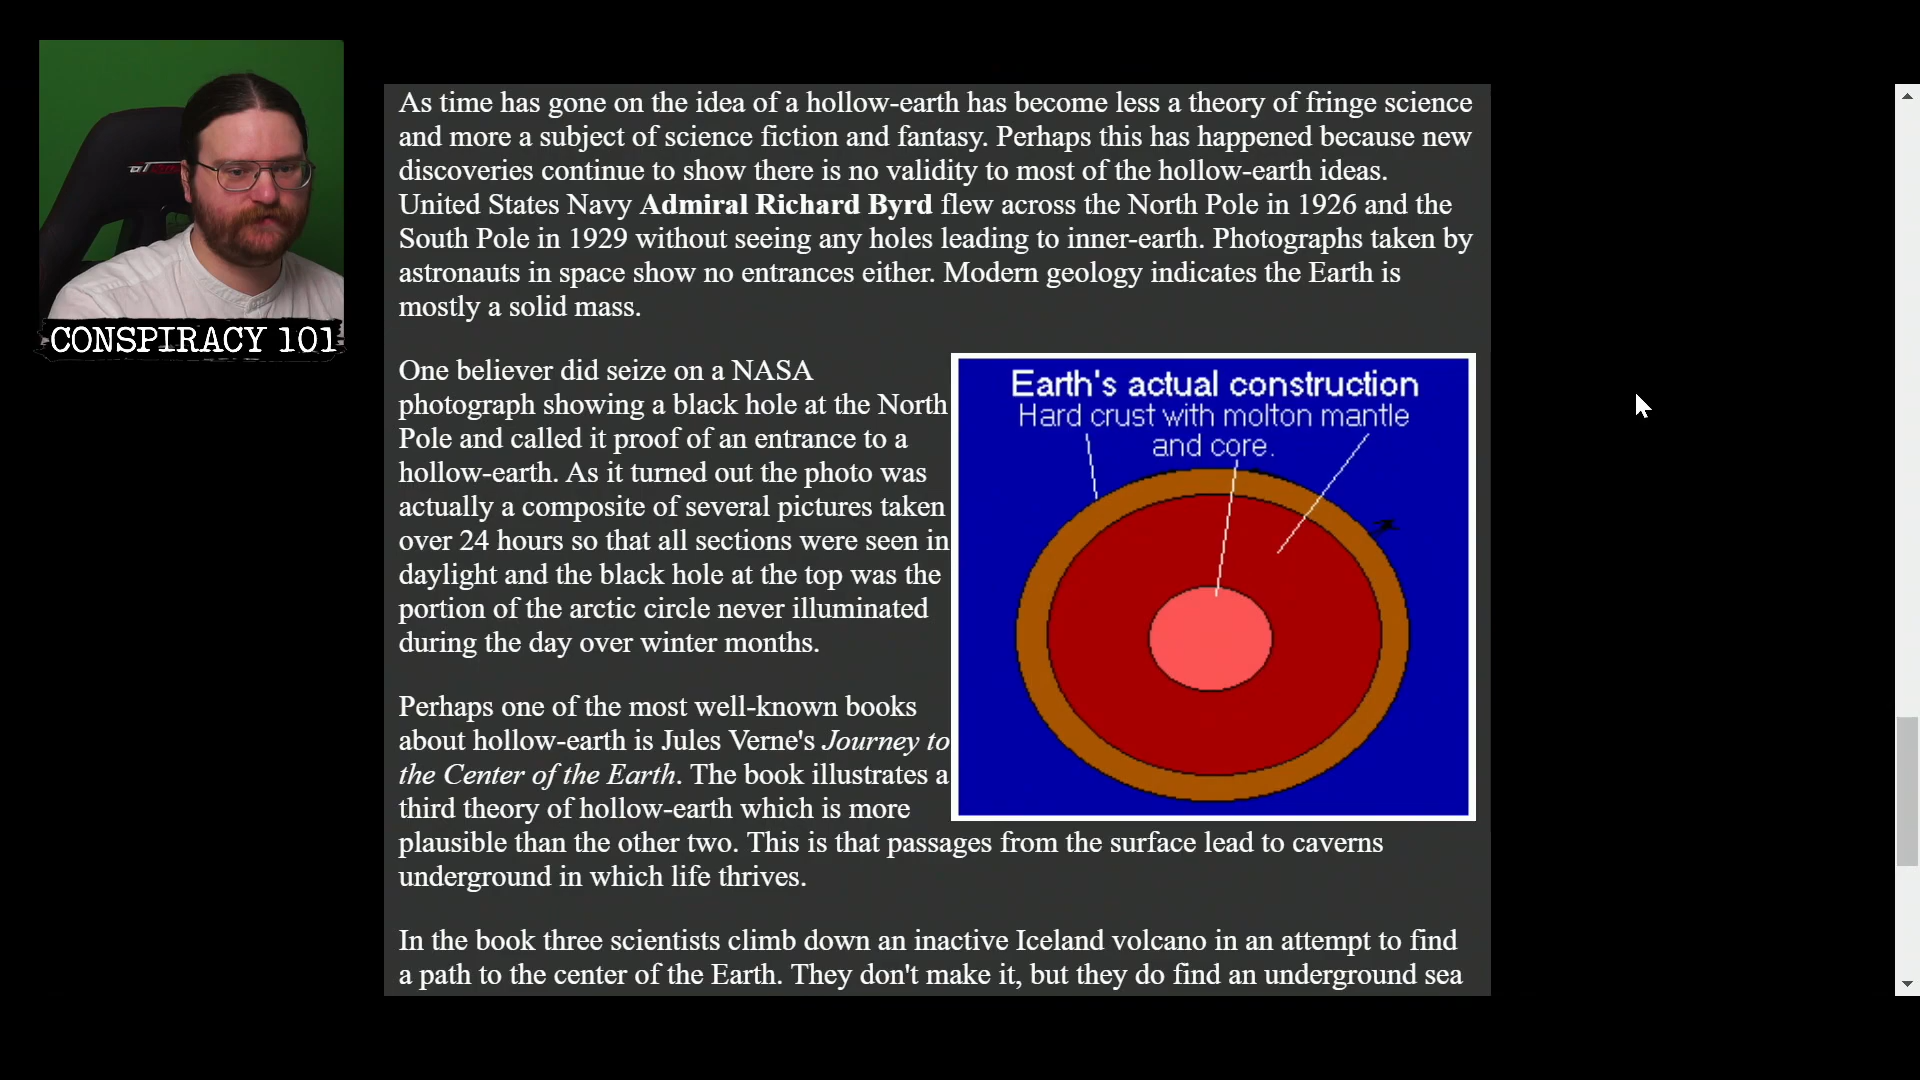 CONSPIRACY 101
As time has gone on the idea of a hollow-earth has become less a theory of fringe science
and more a subject of science fiction and fantasy. Perhaps this has happened because new
discoveries continue to show there is no validity to most of the hollow-earth ideas.
United States Navy Admiral Richard Byrd flew across the North Pole in 1926 and the
South Pole in 1929 without seeing any holes leading to inner-earth. Photographs taken by
astronauts in space show no entrances either. Modern geology indicates the Earth is
mostly a solid mass.
One believer did seize on a NASA
photograph showing a black hole at the North
Pole and called it proof of an entrance to a
hollow-earth. As it turned out the photo was
actually a composite of several pictures taken
over 24 hours so that all sections were seen in
daylight and the black hole at the top was the
portion of the arctic circle never illuminated
during the day over winter months.
Earth's actual construction
Hard crust with molton mantle
and core.
Perhaps one of the most well-known books
about hollow-earth is Jules Verne's Journey to
the Center of the Earth. The book illustrates a
third theory of hollow-earth which is more
plausible than the other two. This is that passages from the surface lead to caverns
underground in which life thrives.
In the book three scientists climb down an inactive Iceland volcano in an attempt to find
a path to the center of the Earth. They don't make it, but they do find an underground sea